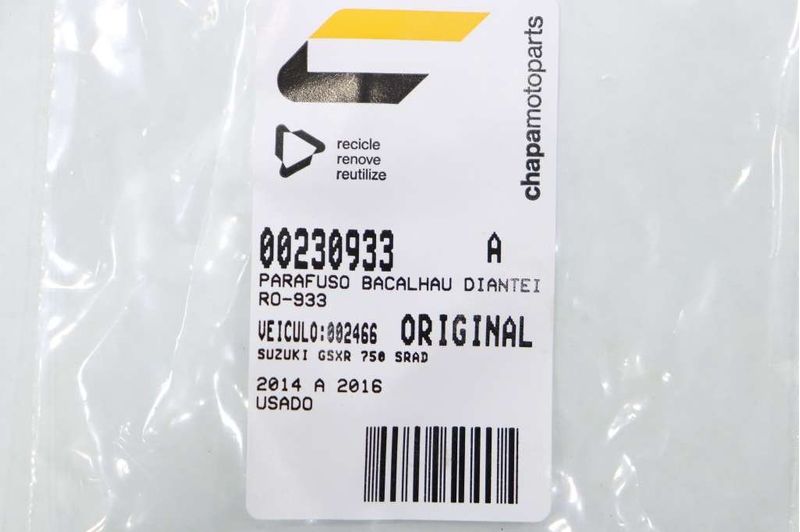 chapamotoparts
recicle
renove
reutilize
00230933 A
PARAFUSO BACALHAU DIANTEI
RO-933
VEICULO:002466 ORIGINAL
SUZUKI GSXR 750 SRAD
2014 A 2016
USADO